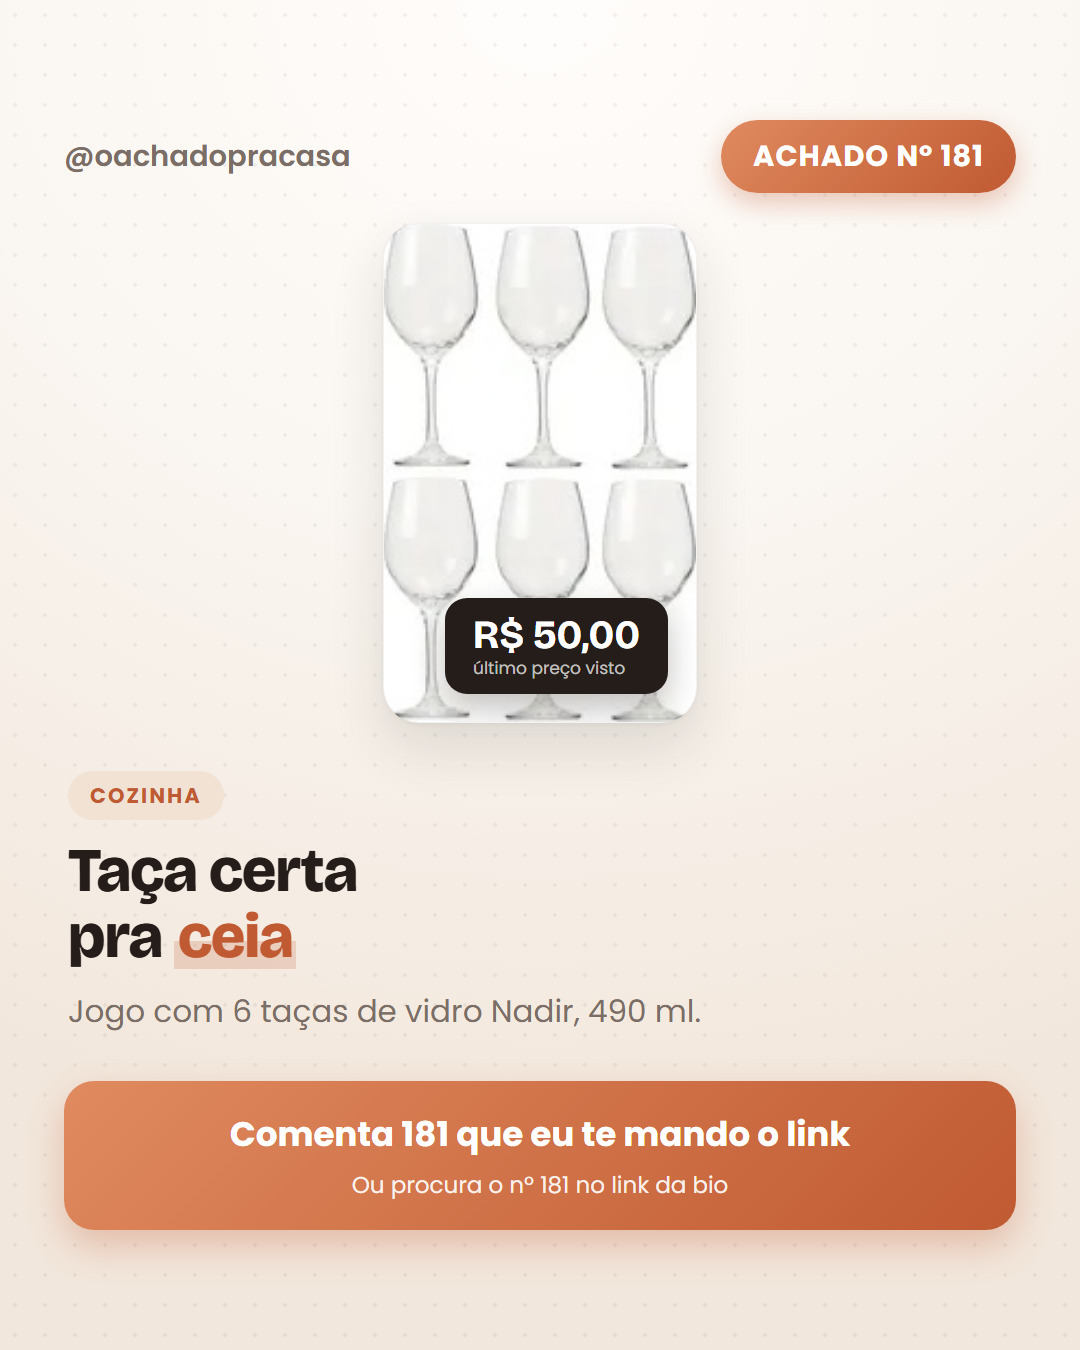 @oachadopracasa
ACHADO Nº 181
R$ 50,00
último preço visto
COZINHA
Taça certa
pra ceia
Jogo com 6 taças de vidro Nadir, 490 ml.
Comenta 181 que eu te mando o link
Ou procura o nº 181 no link da bio